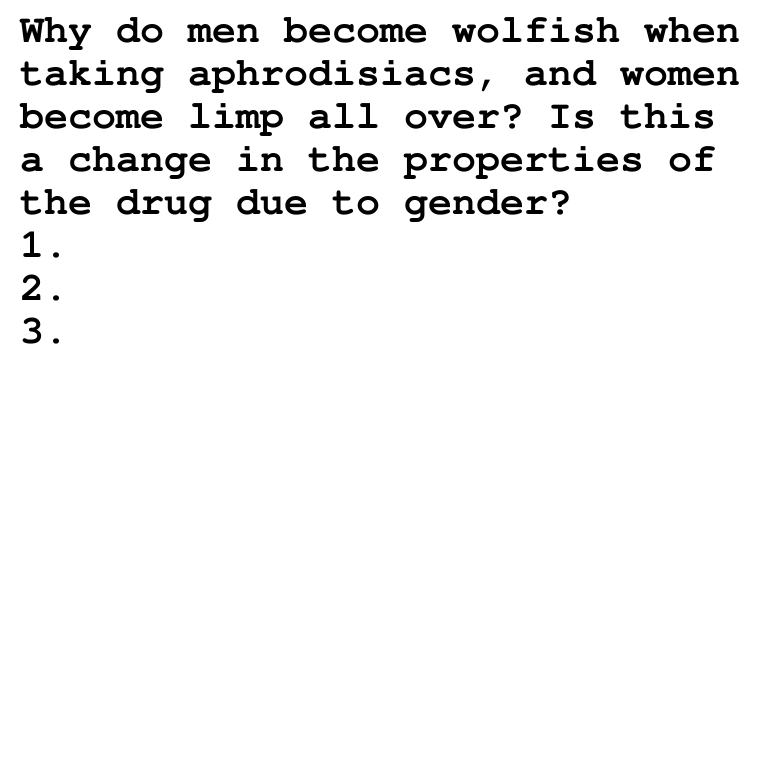 Why do men become wolfish when
taking aphrodisiacs, and women
become limp all over? Is this
a change in the properties of
the drug due to gender?
1.
2.
3.